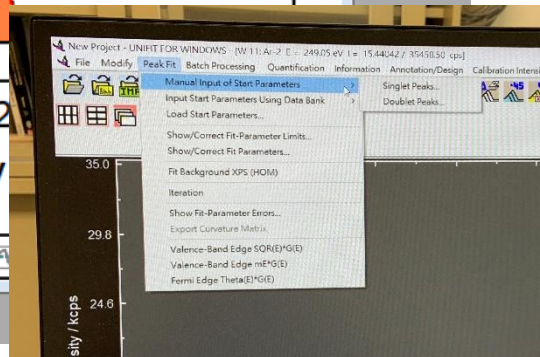 New Project - UNIFIT FOR WINDOWS - [W 11: Ar-2 E = 249.05 eV I = 15.44042 / 35450.50 cps]
File Modify Peak Fit Batch Processing Quantification Information Annotation/Design Calibration Intensi
Manual Input of Start Parameters >
Singlet Peaks...
Input Start Parameters Using Data Bank >
Doublet Peaks...
Load Start Parameters...
Show/Correct Fit-Parameter Limits...
Show/Correct Fit Parameters...
Fit Background XPS (HOM)
Iteration
Show Fit-Parameter Errors...
Export Curvature Matrix
Valence-Band Edge SQR(E)*G(E)
Valence-Band Edge mE*G(E)
Fermi Edge Theta(E)*G(E)
35.0
29.8
24.6
sity / kcps